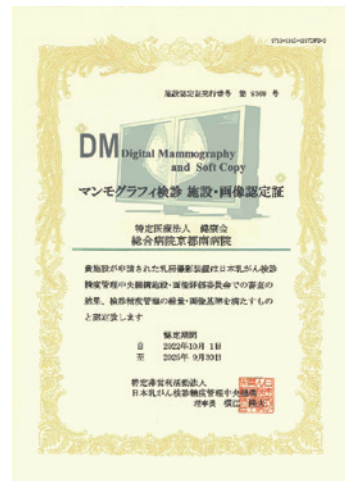 施設認定証発行番号 第 9309 号
DM Digital Mammography
and Soft Copy
マンモグラフィ検診 施設・画像認定証
特定医療法人 健康会
総合病院京都南病院
貴施設が申請された乳房撮影装置は日本乳がん検診
精度管理中央機構施設・画像評価委員会での審査の
結果、検診精度管理の線量・画像基準を満たすもの
と認定致します
認定期間
自 2022年10月 1日
至 2025年 9月30日
特定非営利活動法人
日本乳がん検診精度管理中央機構
理事長